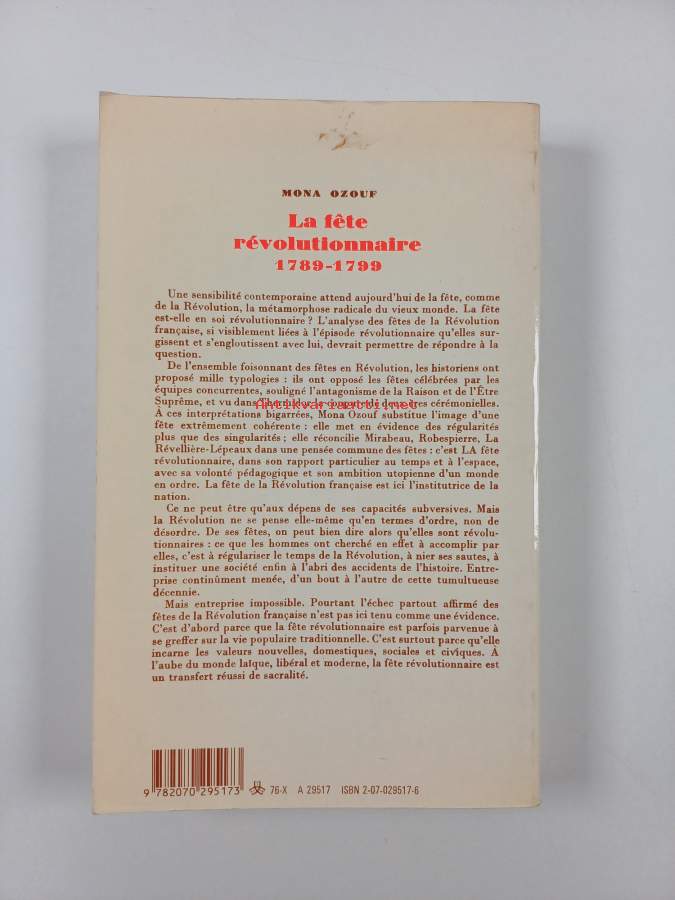 MONA OZOUF
La fête
révolutionnaire
1789-1799
Une sensibilité contemporaine attend aujourd'hui de la fête, comme
de la Révolution, la métamorphose radicale du vieux monde. La fête
est-elle en soi révolutionnaire ? L'analyse des fêtes de la Révolution
française, si visiblement liées à l'épisode révolutionnaire qu'elles sur-
gissent et s'engloutissent avec lui, devrait permettre de répondre à la
question.
De l'ensemble foisonnant des fêtes en Révolution, les historiens ont
proposé mille typologies : ils ont opposé les fêtes célébrées par les
équipes concurrentes, souligné l'antagonisme de la Raison et de l'Être
Suprême, et vu dans Thermidor la coupure de deux ères cérémonielles.
À ces interprétations bigarrées, Mona Ozouf substitue l'image d'une
fête extrêmement cohérente : elle met en évidence des régularités
plus que des singularités ; elle réconcilie Mirabeau, Robespierre, La
Révellière-Lépeaux dans une pensée commune des fêtes : c'est LA fête
révolutionnaire, dans son rapport particulier au temps et à l'espace,
avec sa volonté pédagogique et son ambition utopienne d'un monde
en ordre. La fête de la Révolution française est ici l'institutrice de la
nation.
Ce ne peut être qu'aux dépens de ses capacités subversives. Mais
la Révolution ne se pense elle-même qu'en termes d'ordre, non de
désordre. De ses fêtes, on peut bien dire alors qu'elles sont révolu-
tionnaires : ce que les hommes ont cherché en effet à accomplir par
elles, c'est à régulariser le temps de la Révolution, à nier ses sautes, à
instituer une société enfin à l'abri des accidents de l'histoire. Entre-
prise continûment menée, d'un bout à l'autre de cette tumultueuse
décennie.
Mais entreprise impossible. Pourtant l'échec partout affirmé des
fêtes de la Révolution française n'est pas ici tenu comme une évidence.
C'est d'abord parce que la fête révolutionnaire est parfois parvenue à
se greffer sur la vie populaire traditionnelle. C'est surtout parce qu'elle
incarne les valeurs nouvelles, domestiques, sociales et civiques. À
l'aube du monde laïque, libéral et moderne, la fête révolutionnaire est
un transfert réussi de sacralité.
Antikvariaatti.net
9 782070 295173 76-X A 29517 ISBN 2-07-029517-6